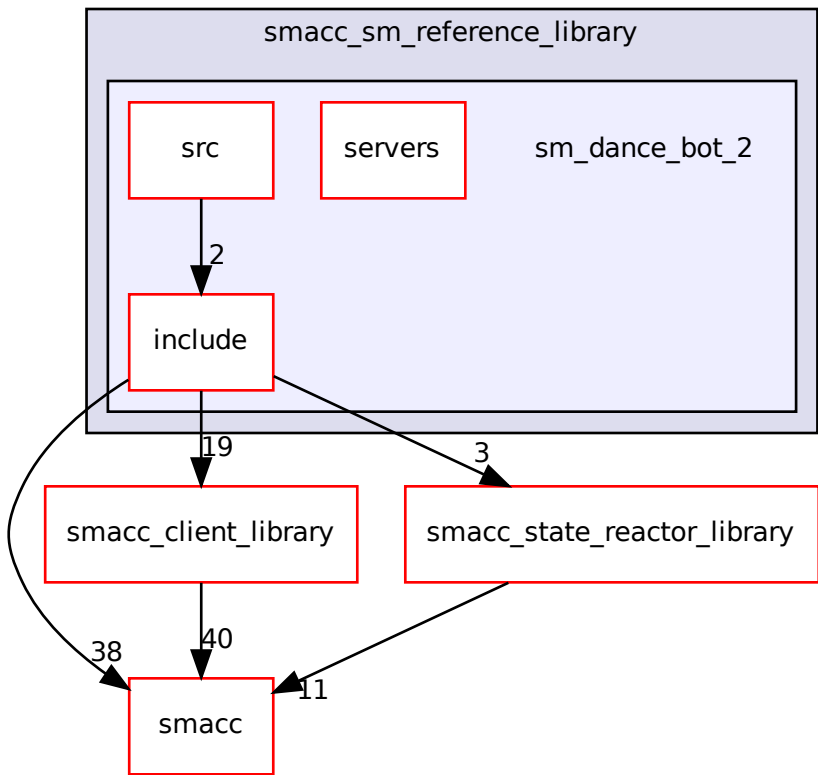 smacc_sm_reference_library
src
servers
sm_dance_bot_2
2
include
19
3
smacc_client_library
smacc_state_reactor_library
38
40
11
smacc